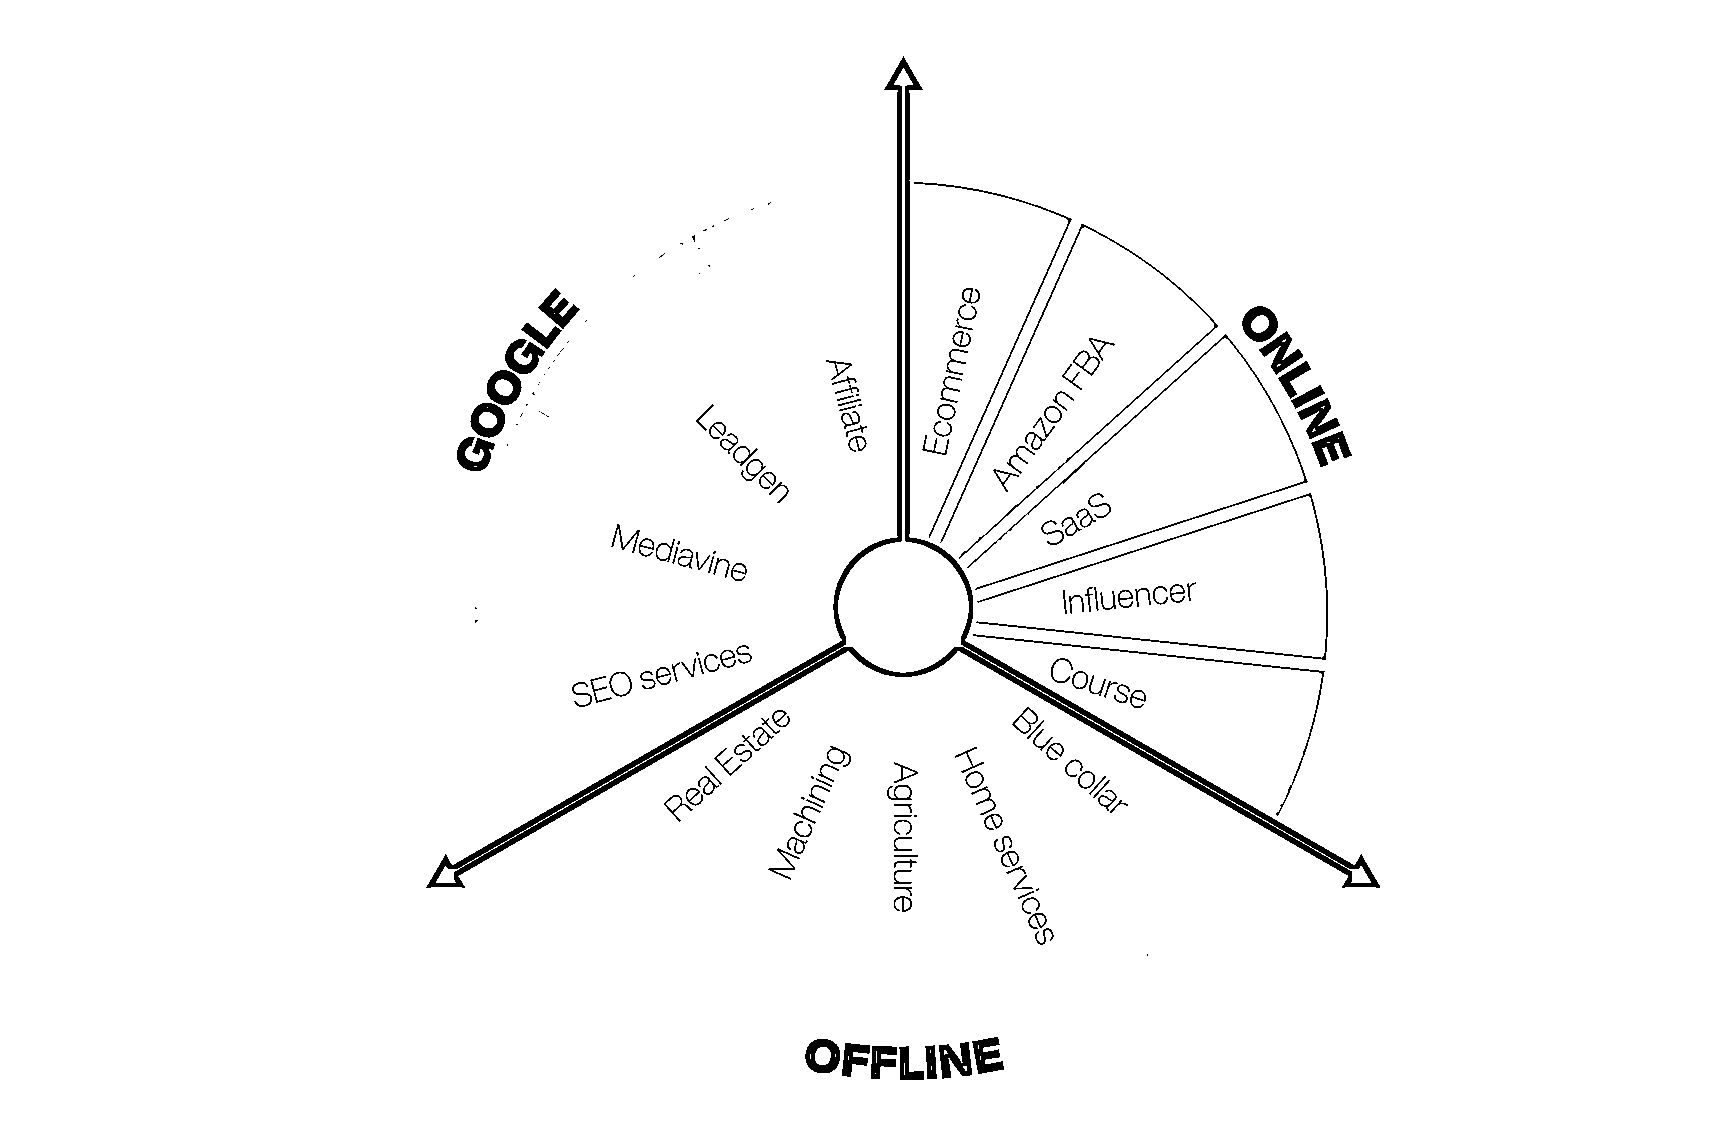 GOOGLE
Affiliate
Leadgen
Mediavine
SEO services
ONLINE
Ecommerce
Amazon FBA
SaaS
Influencer
Course
OFFLINE
Blue collar
Home services
Agriculture
Machining
Real Estate